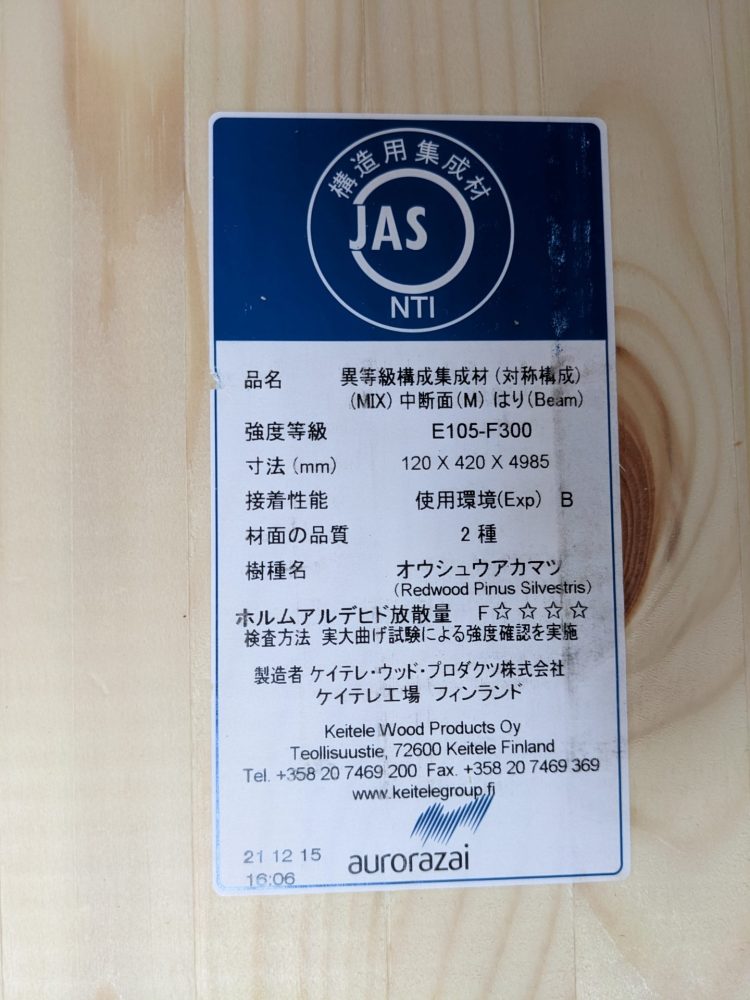 構造用集成材
JAS
NTI
品名 異等級構成集成材 (対称構成)
(MIX) 中断面(M) はり(Beam)
強度等級 E105-F300
寸法 (mm) 120 X 420 X 4985
接着性能 使用環境(Exp) B
材面の品質 2 種
樹種名 オウシュウアカマツ
(Redwood Pinus Silvestris)
ホルムアルデヒド放散量 F☆☆☆☆
検査方法 実大曲げ試験による強度確認を実施
製造者 ケイテレ・ウッド・プロダクツ株式会社
ケイテレ工場 フィンランド
Keitele Wood Products Oy
Teollisuustie, 72600 Keitele Finland
Tel. +358 20 7469 200 Fax. +358 20 7469 369
www.keitelegroup.fi
aurorazai
21 12 15
16:06